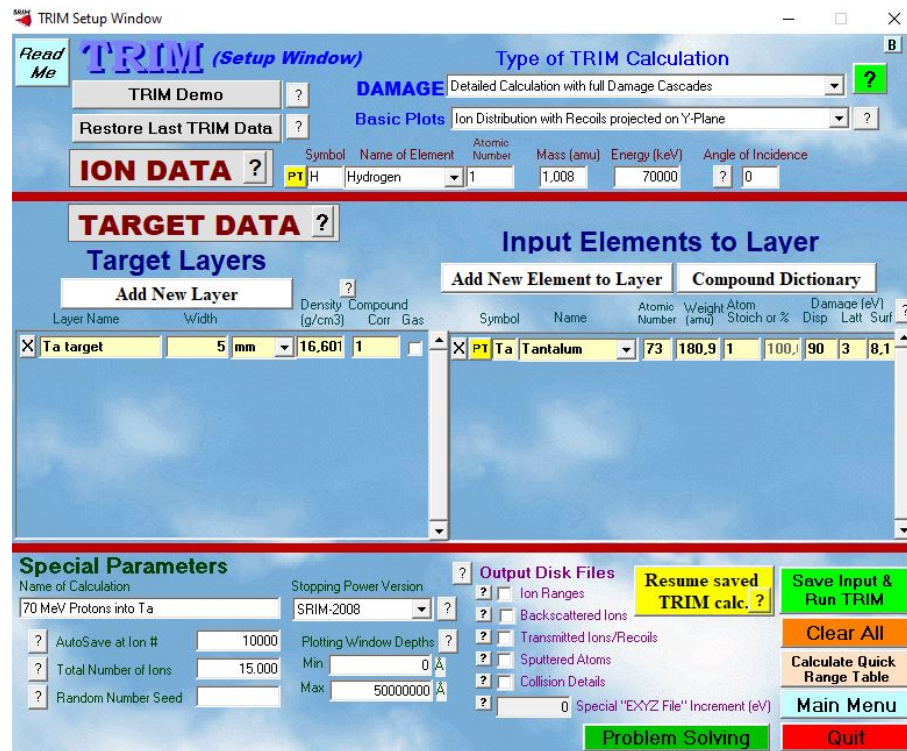 TRIM Setup Window
Read Me
TRIM (Setup Window)
Type of TRIM Calculation
B
TRIM Demo ?
DAMAGE Detailed Calculation with full Damage Cascades ?
Restore Last TRIM Data ?
Basic Plots Ion Distribution with Recoils projected on Y-Plane ?
ION DATA ?
Symbol Name of Element Atomic Number Mass (amu) Energy (keV) Angle of Incidence
PT H Hydrogen 1 1,008 70000 ? 0
TARGET DATA ?
Target Layers
Input Elements to Layer
Add New Layer
?
Add New Element to Layer Compound Dictionary
Layer Name Width Density (g/cm3) Compound Corr Gas
Symbol Name Atomic Number Weight (amu) Atom Stoich or % Damage (eV) Disp Latt Surf ?
X Ta target 5 mm 16,601 1
X PT Ta Tantalum 73 180,9 1 100, 90 3 8,1
Special Parameters
Name of Calculation
70 MeV Protons into Ta
Stopping Power Version
SRIM-2008 ?
? AutoSave at Ion # 10000
? Total Number of Ions 15.000
? Random Number Seed
Plotting Window Depths ?
Min 0 Å
Max 50000000 Å
? Output Disk Files
? Ion Ranges
? Backscattered Ions
? Transmitted Ions/Recoils
? Sputtered Atoms
? Collision Details
? 0 Special "EXYZ File" Increment (eV)
Resume saved TRIM calc. ?
Save Input & Run TRIM
Clear All
Calculate Quick Range Table
Main Menu
Problem Solving
Quit